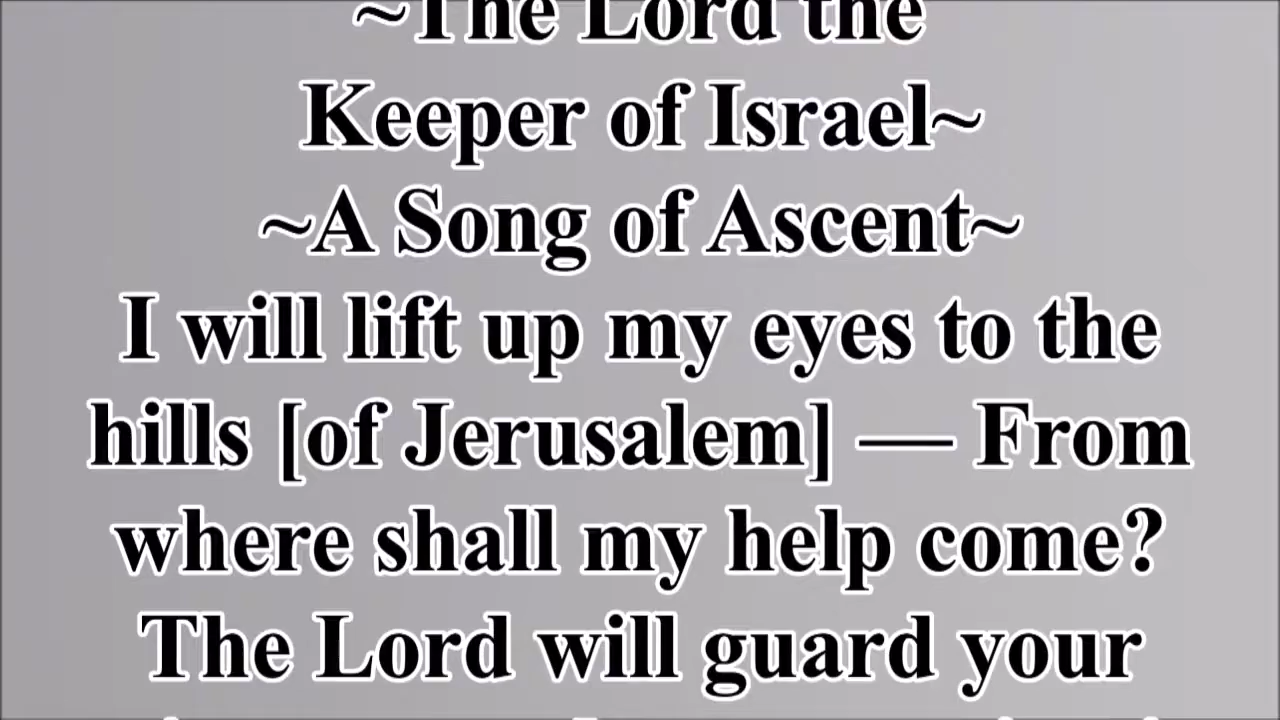 ~The Lord the
Keeper of Israel~
~A Song of Ascent~
I will lift up my eyes to the
hills [of Jerusalem] — From
where shall my help come?
The Lord will guard your